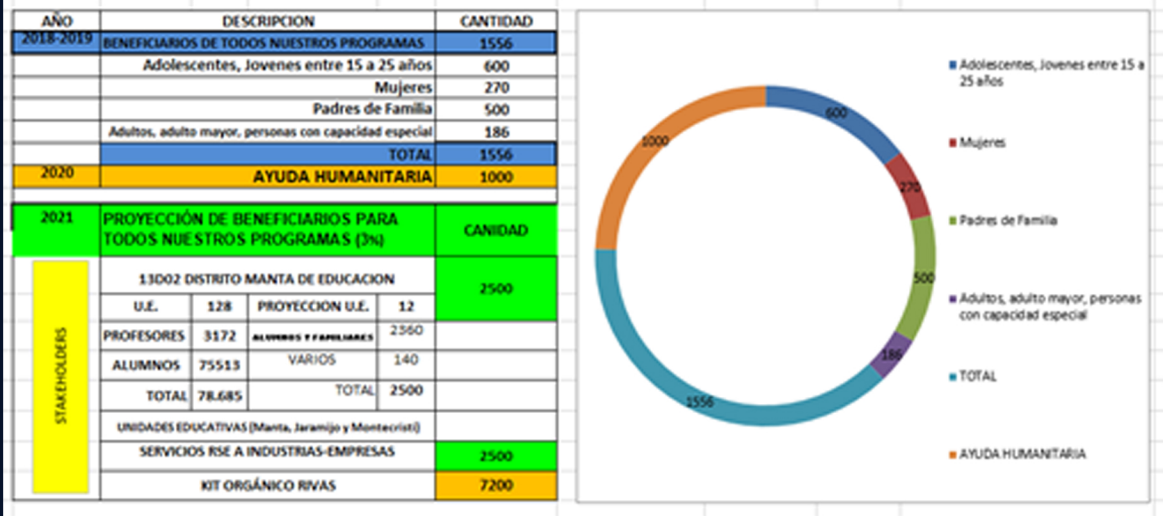 AÑO DESCRIPCION CANTIDAD
2018-2019 BENEFICIARIOS DE TODOS NUESTROS PROGRAMAS 1556
Adolescentes, Jovenes entre 15 a 25 años 600
Mujeres 270
Padres de Familia 500
Adultos, adulto mayor, personas con capacidad especial 186
TOTAL 1556
2020 AYUDA HUMANITARIA 1000
2021 PROYECCIÓN DE BENEFICIARIOS PARA
TODOS NUESTROS PROGRAMAS (3%) CANIDAD
STAKEHOLDERS
13D02 DISTRITO MANTA DE EDUCACION 2500
U.E. 128 PROYECCION U.E. 12
PROFESORES 3172 ALUMNOS Y FAMILIARES 2360
ALUMNOS 75513 VARIOS 140
TOTAL 78.685 TOTAL 2500
UNIDADES EDUCATIVAS (Manta, Jaramijo y Montecristi)
SERVICIOS RSE A INDUSTRIAS-EMPRESAS 2500
KIT ORGÁNICO RIVAS 7200
600
270
500
186
1556
1000
Adolescentes, Jovenes entre 15 a
25 años
Mujeres
Padres de Familia
Adultos, adulto mayor, personas
con capacidad especial
TOTAL
AYUDA HUMANITARIA